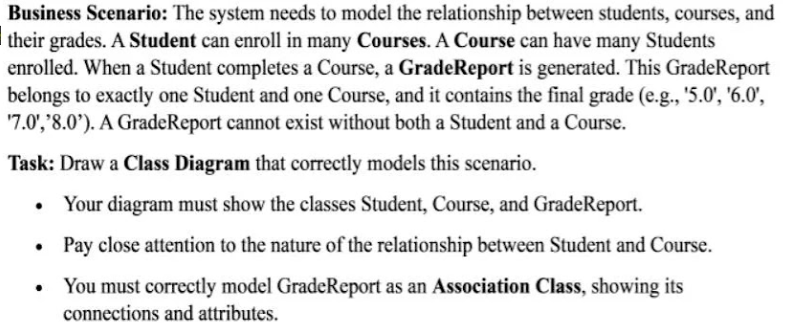 Business Scenario: The system needs to model the relationship between students, courses, and
their grades. A Student can enroll in many Courses. A Course can have many Students
enrolled. When a Student completes a Course, a GradeReport is generated. This GradeReport
belongs to exactly one Student and one Course, and it contains the final grade (e.g., '5.0', '6.0',
'7.0','8.0’). A GradeReport cannot exist without both a Student and a Course.
Task: Draw a Class Diagram that correctly models this scenario.
• Your diagram must show the classes Student, Course, and GradeReport.
• Pay close attention to the nature of the relationship between Student and Course.
• You must correctly model GradeReport as an Association Class, showing its
connections and attributes.